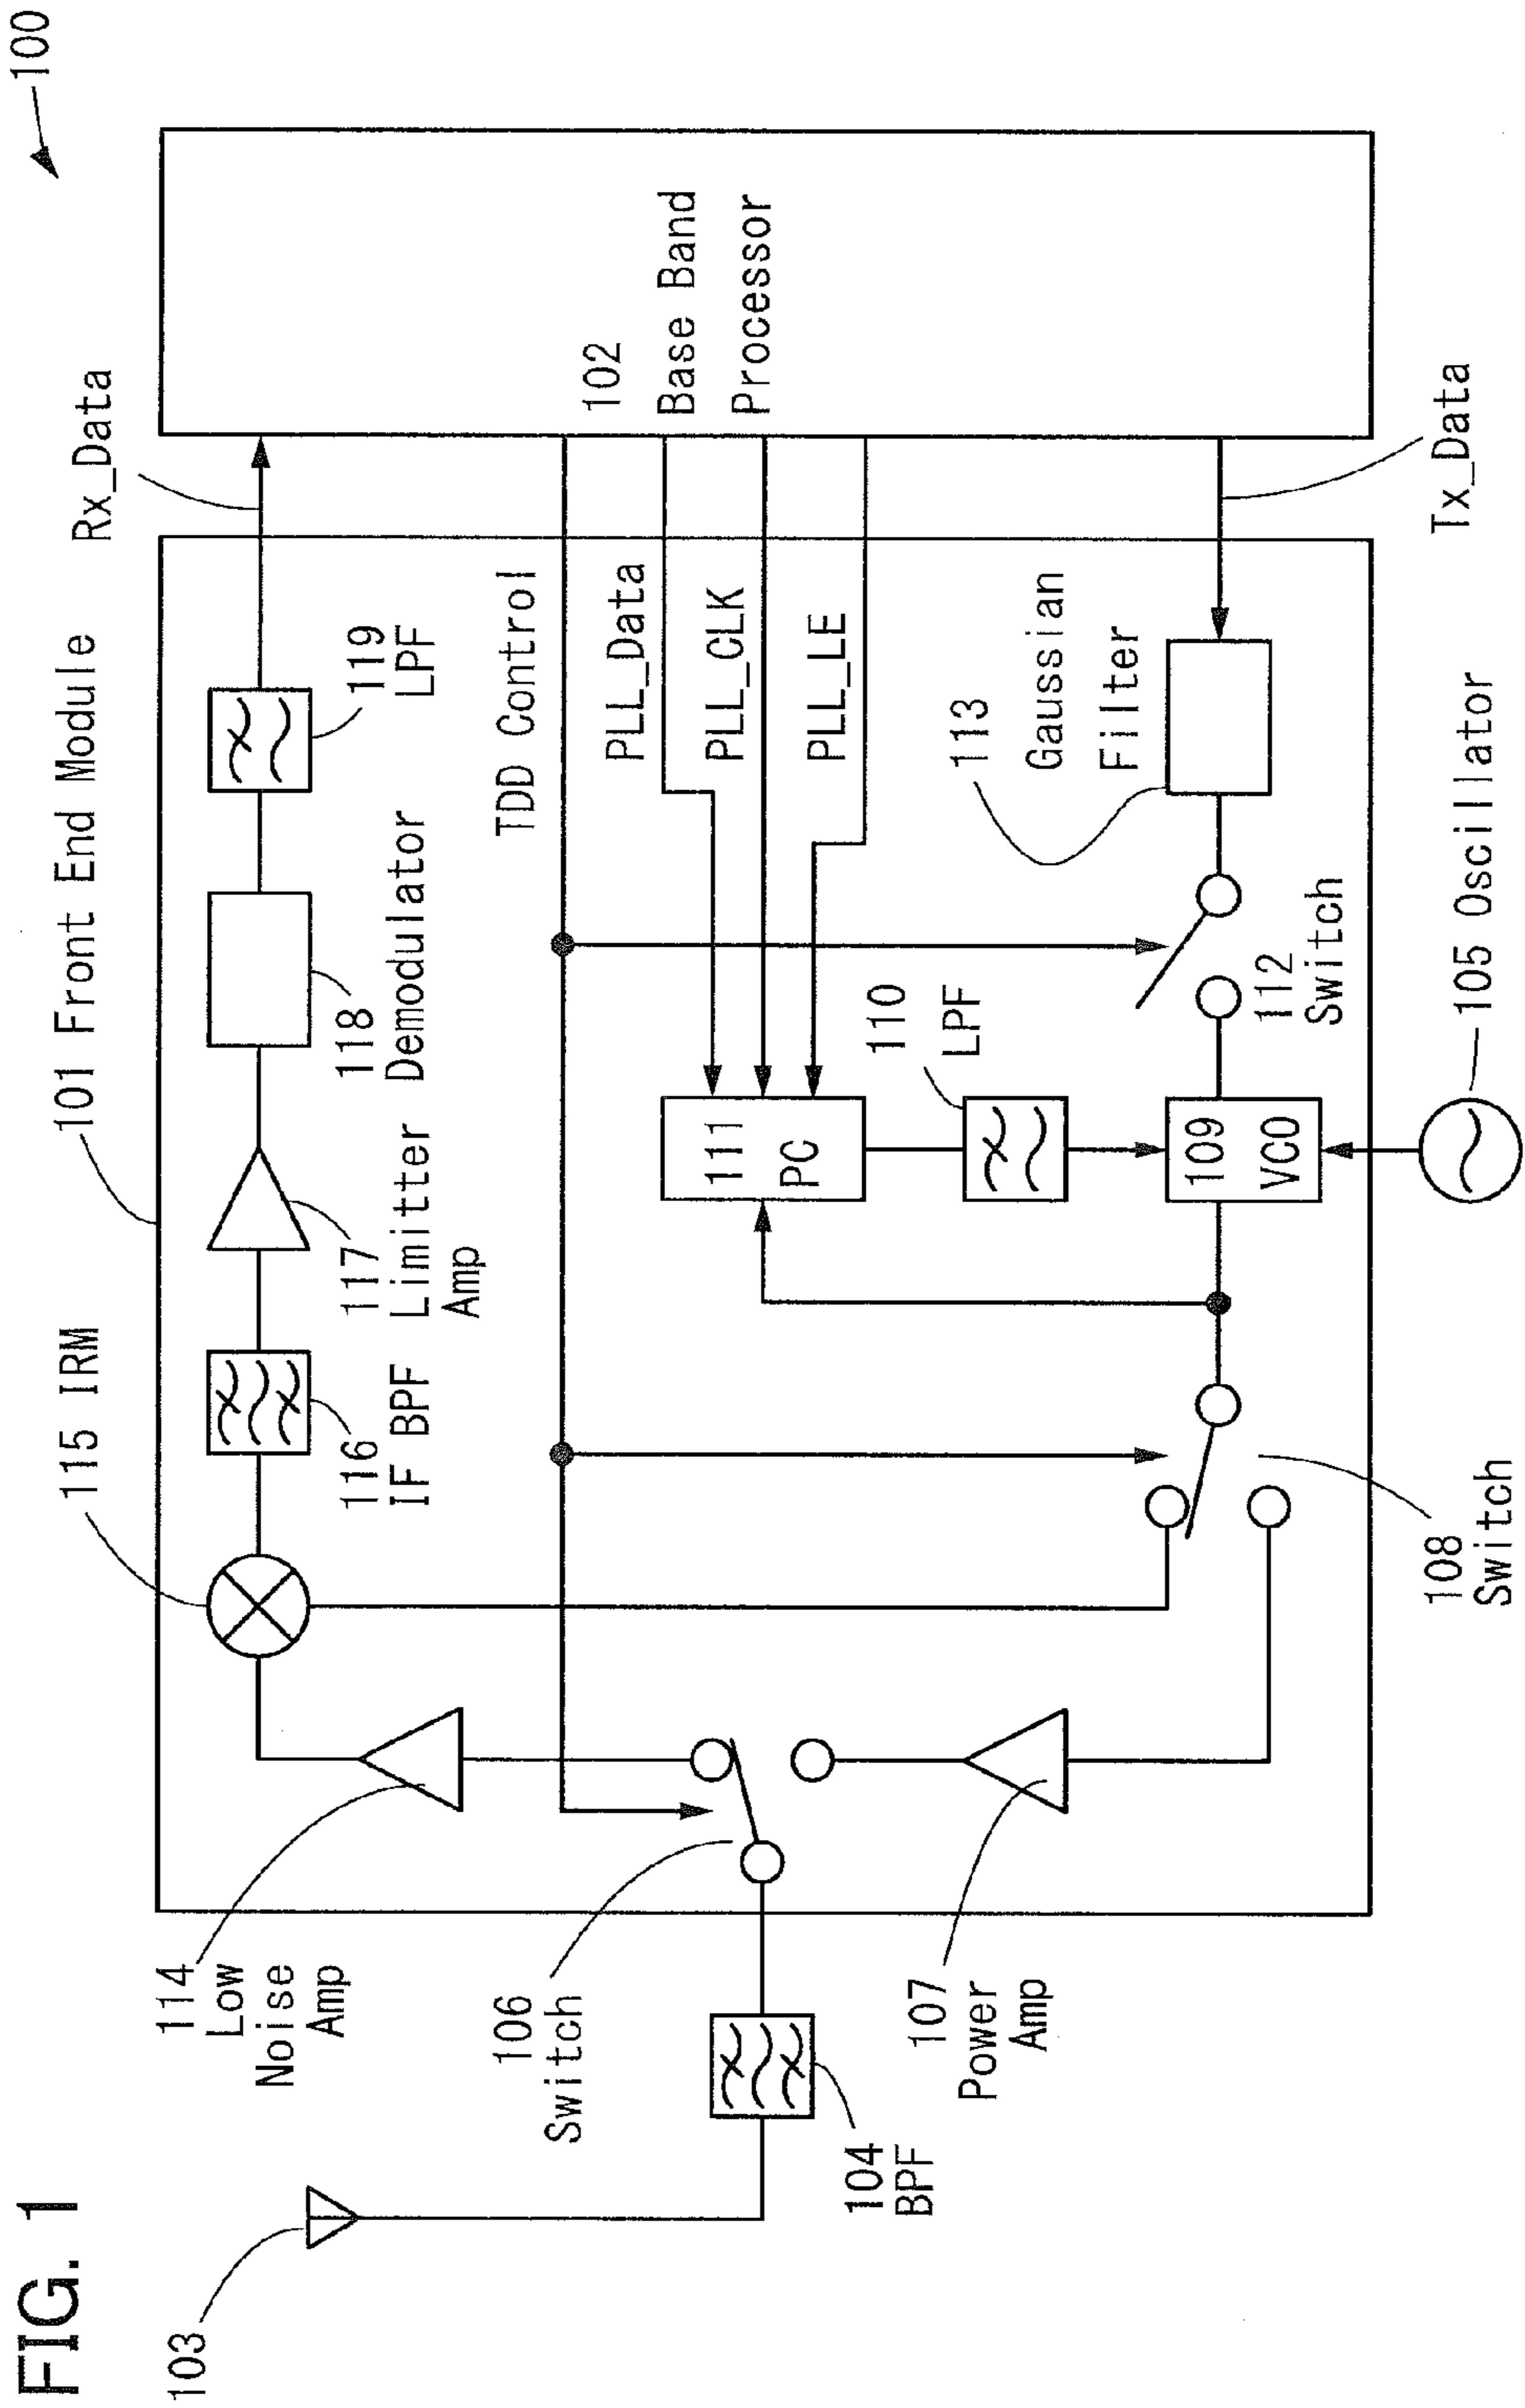 FIG. 1
100
103
104
BPF
101 Front End Module
114
Low
Noise
Amp
115 IRM
116
IF BPF
117
Limitter
Amp
118
Demodulator
119
LPF
Rx_Data
106
Switch
TDD Control
PLL_Data
PLL_CLK
PLL_LE
102
Base Band
Processor
107
Power
Amp
111
PC
110
LPF
109
VCO
113
Gaussian
Filter
112
Switch
108
Switch
105 Oscillator
Tx_Data